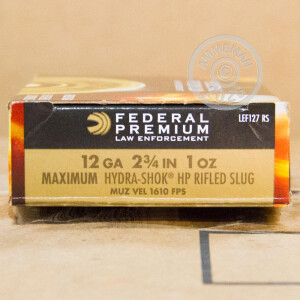 FEDERAL
PREMIUM
LAW ENFORCEMENT
LEF127 RS
12 GA 2¾ IN 1 OZ
MAXIMUM HYDRA-SHOK® HP RIFLED SLUG
MUZ VEL 1610 FPS